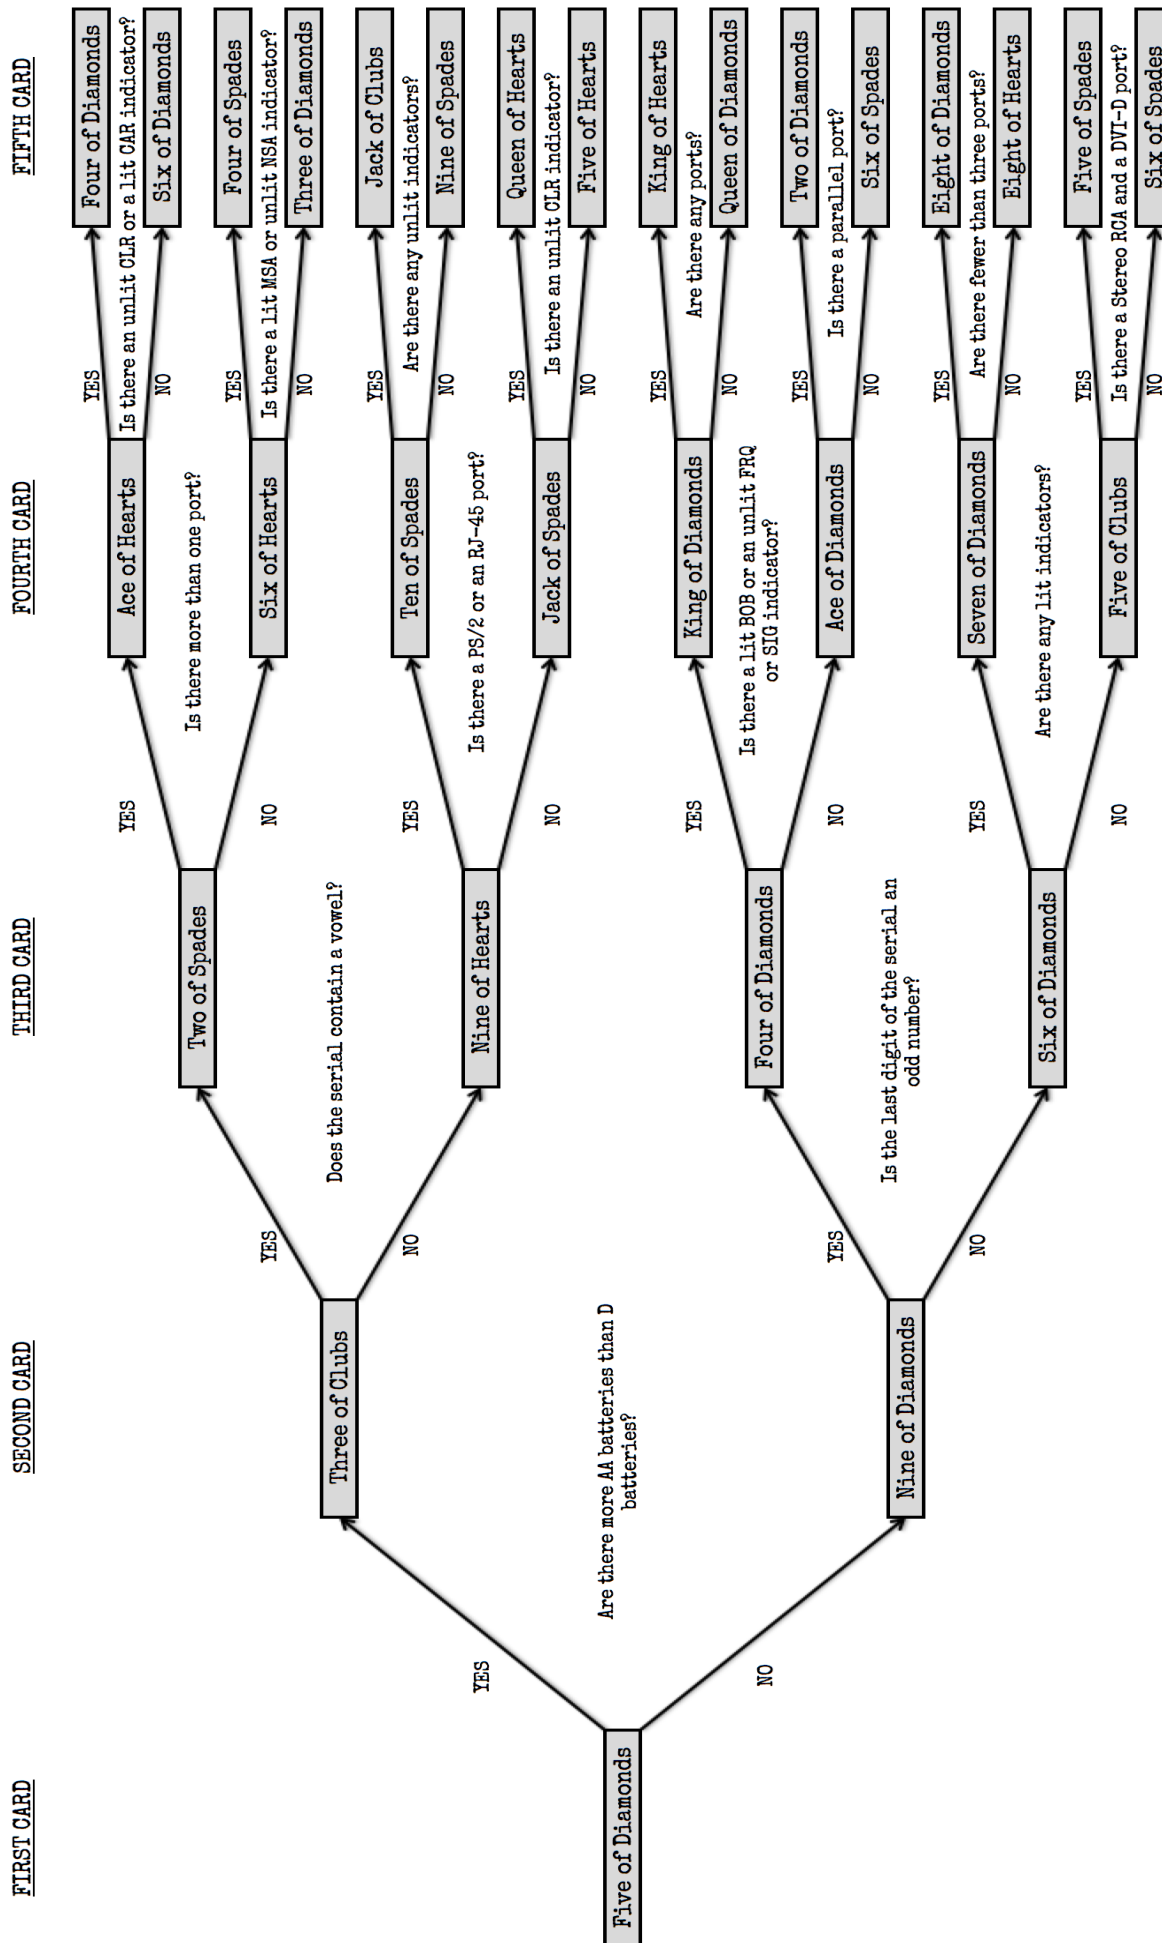 FIRST CARD
SECOND CARD
THIRD CARD
FOURTH CARD
FIFTH CARD
Five of Diamonds
YES
NO
Are there more AA batteries than D
batteries?
Three of Clubs
Nine of Diamonds
YES
NO
Does the serial contain a vowel?
YES
NO
Is the last digit of the serial an
odd number?
Two of Spades
Nine of Hearts
Four of Diamonds
Six of Diamonds
YES
NO
Is there more than one port?
YES
NO
Is there a PS/2 or an RJ-45 port?
YES
NO
Is there a lit BOB or an unlit FRQ
or SIG indicator?
YES
NO
Are there any lit indicators?
Ace of Hearts
Six of Hearts
Ten of Spades
Jack of Spades
King of Diamonds
Ace of Diamonds
Seven of Diamonds
Five of Clubs
YES
Is there an unlit CLR or a lit CAR indicator?
NO
YES
Is there a lit MSA or unlit NSA indicator?
NO
YES
Are there any unlit indicators?
NO
YES
Is there an unlit CLR indicator?
NO
YES
Are there any ports?
NO
YES
Is there a parallel port?
NO
YES
Are there fewer than three ports?
NO
YES
Is there a Stereo RCA and a DVI-D port?
NO
Four of Diamonds
Six of Diamonds
Four of Spades
Three of Diamonds
Jack of Clubs
Nine of Spades
Queen of Hearts
Five of Hearts
King of Hearts
Queen of Diamonds
Two of Diamonds
Six of Spades
Eight of Diamonds
Eight of Hearts
Five of Spades
Six of Spades